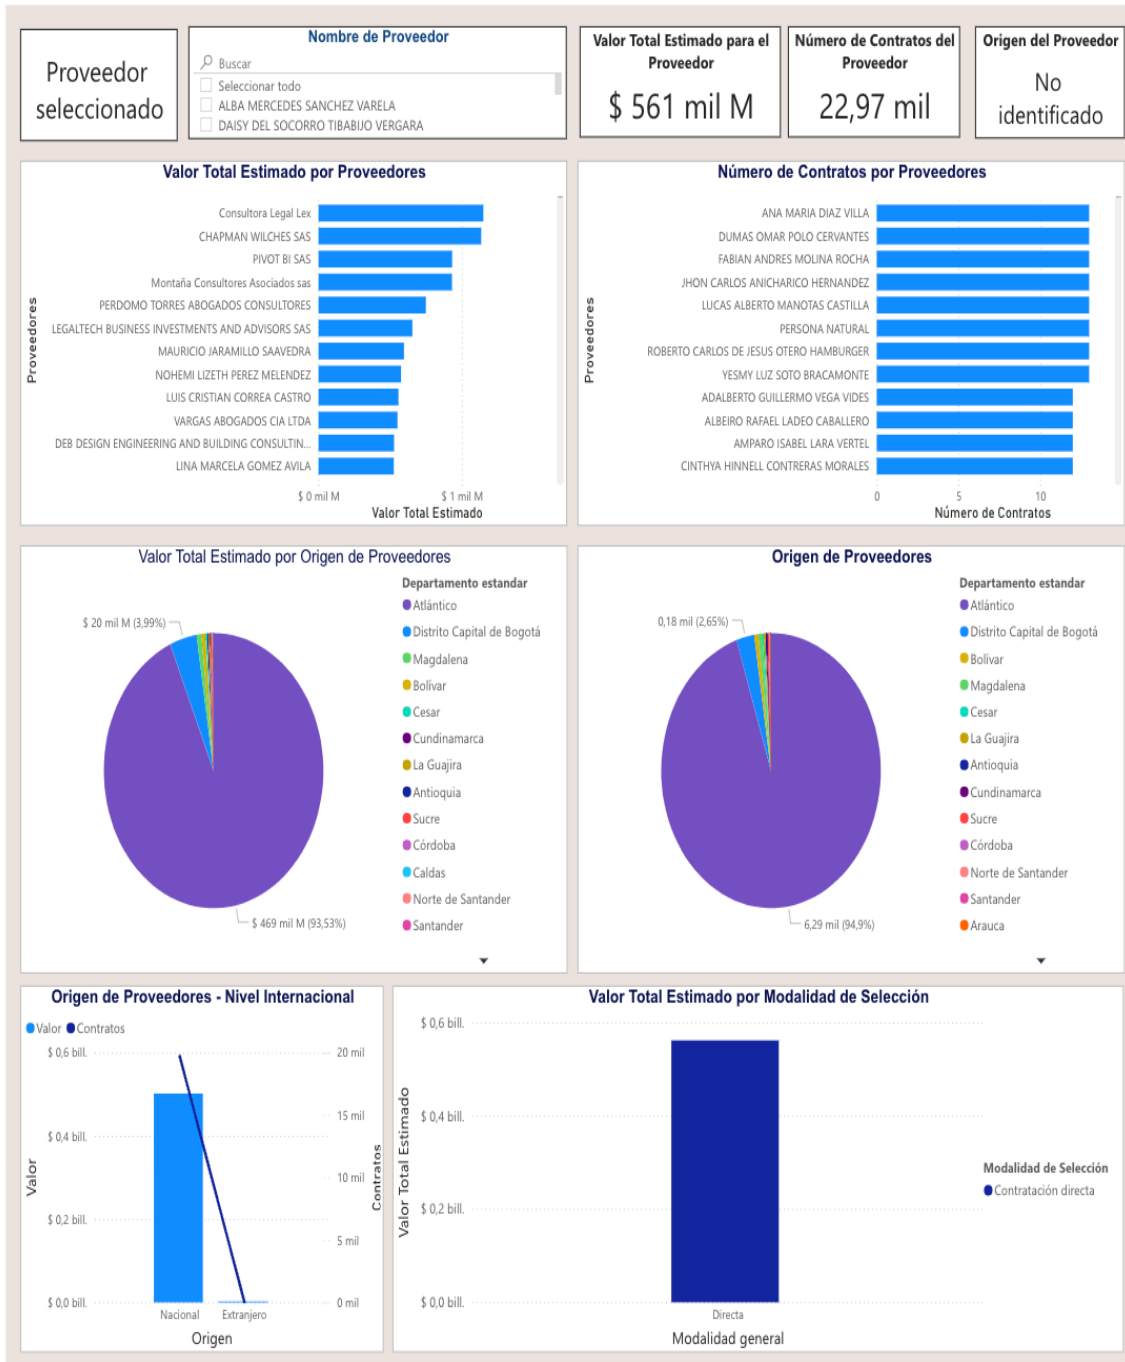 Proveedor
seleccionado
Nombre de Proveedor
Buscar
Seleccionar todo
ALBA MERCEDES SANCHEZ VARELA
DAISY DEL SOCORRO TIBABIJO VERGARA
Valor Total Estimado para el
Proveedor
$ 561 mil M
Número de Contratos del
Proveedor
22,97 mil
Origen del Proveedor
No
identificado
Valor Total Estimado por Proveedores
Proveedores
Consultora Legal Lex
CHAPMAN WILCHES SAS
PIVOT BI SAS
Montaña Consultores Asociados sas
PERDOMO TORRES ABOGADOS CONSULTORES
LEGALTECH BUSINESS INVESTMENTS AND ADVISORS SAS
MAURICIO JARAMILLO SAAVEDRA
NOHEMI LIZETH PEREZ MELENDEZ
LUIS CRISTIAN CORREA CASTRO
VARGAS ABOGADOS CIA LTDA
DEB DESIGN ENGINEERING AND BUILDING CONSULTIN...
LINA MARCELA GOMEZ AVILA
$ 0 mil M $ 1 mil M
Valor Total Estimado
Número de Contratos por Proveedores
Proveedores
ANA MARIA DIAZ VILLA
DUMAS OMAR POLO CERVANTES
FABIAN ANDRES MOLINA ROCHA
JHON CARLOS ANICHARICO HERNANDEZ
LUCAS ALBERTO MANOTAS CASTILLA
PERSONA NATURAL
ROBERTO CARLOS DE JESUS OTERO HAMBURGER
YESMY LUZ SOTO BRACAMONTE
ADALBERTO GUILLERMO VEGA VIDES
ALBEIRO RAFAEL LADEO CABALLERO
AMPARO ISABEL LARA VERTEL
CINTHYA HINNELL CONTRERAS MORALES
0 5 10
Número de Contratos
Valor Total Estimado por Origen de Proveedores
$ 20 mil M (3,99%)
$ 469 mil M (93,53%)
Departamento estandar
Atlántico
Distrito Capital de Bogotá
Magdalena
Bolívar
Cesar
Cundinamarca
La Guajira
Antioquia
Sucre
Córdoba
Caldas
Norte de Santander
Santander
Origen de Proveedores
0,18 mil (2,65%)
6,29 mil (94,9%)
Departamento estandar
Atlántico
Distrito Capital de Bogotá
Bolívar
Magdalena
Cesar
La Guajira
Antioquia
Cundinamarca
Sucre
Córdoba
Norte de Santander
Santander
Arauca
Origen de Proveedores - Nivel Internacional
Valor Contratos
$ 0,6 bill. 20 mil
15 mil
$ 0,4 bill.
10 mil
$ 0,2 bill.
5 mil
$ 0,0 bill. 0 mil
Valor
Contratos
Nacional Extranjero
Origen
Valor Total Estimado por Modalidad de Selección
Valor Total Estimado
$ 0,6 bill.
$ 0,4 bill.
$ 0,2 bill.
$ 0,0 bill.
Directa
Modalidad general
Modalidad de Selección
Contratación directa